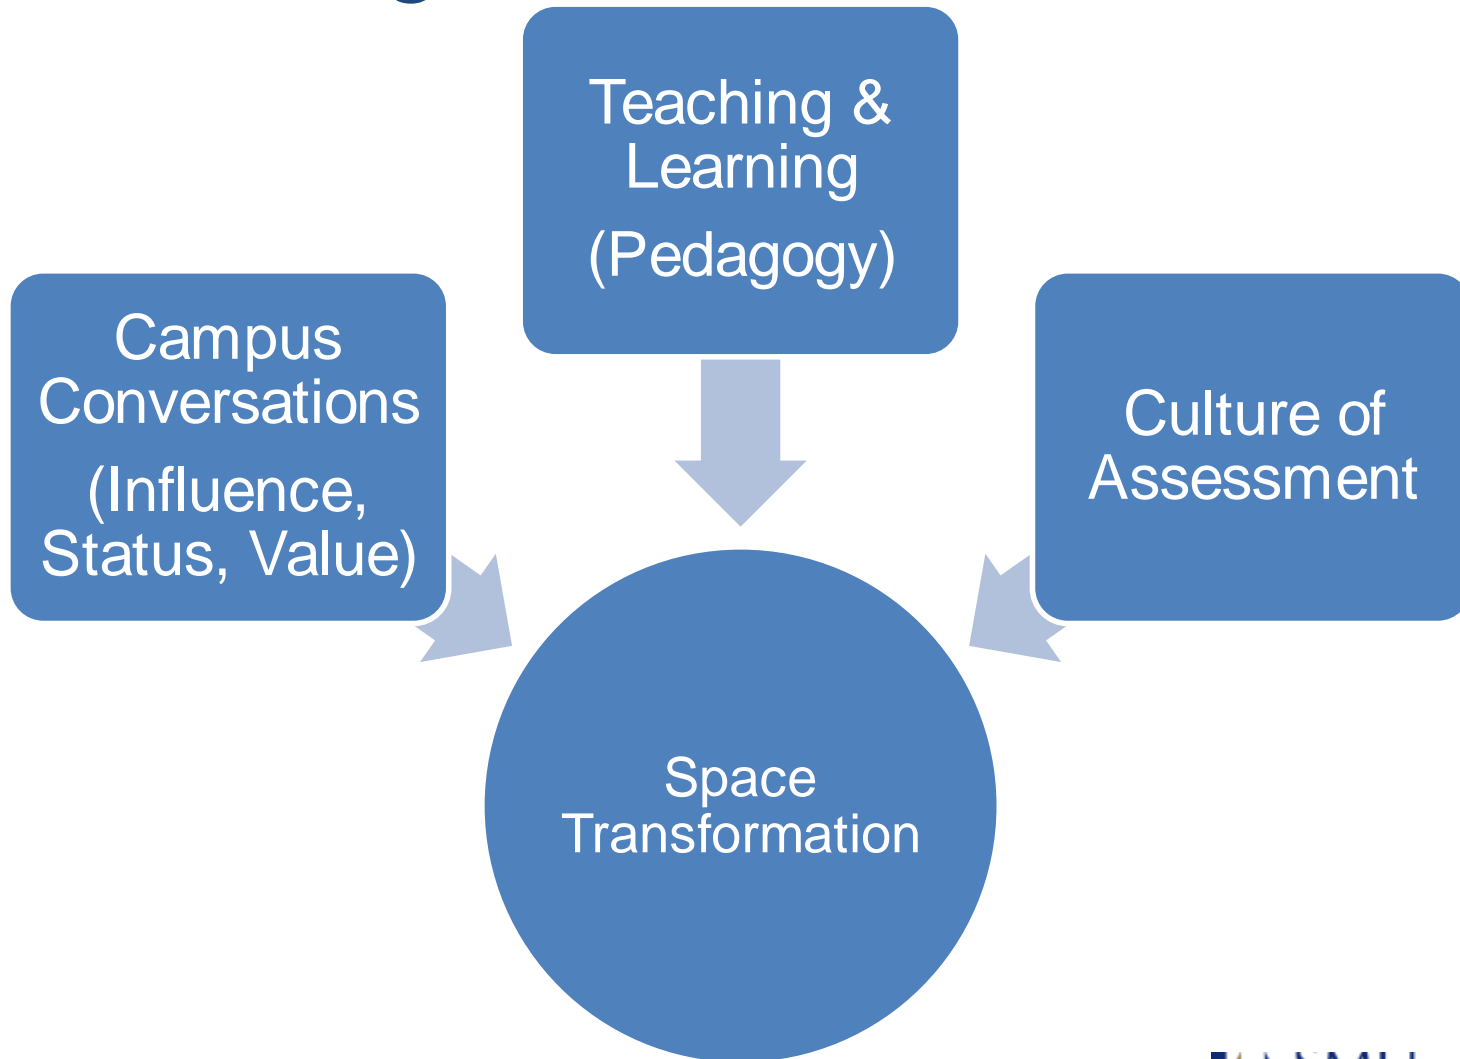 Teaching &
Learning
(Pedagogy)
Campus
Conversations
(Influence,
Status, Value)
Culture of
Assessment
Space
Transformation